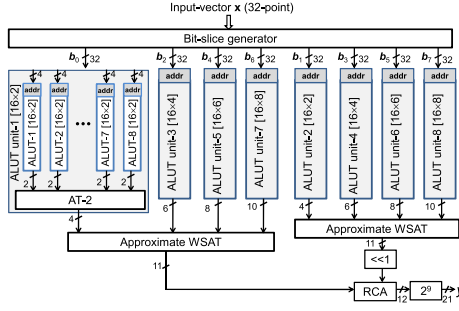 Input-vector x (32-point)
Bit-slice generator
b0 32 b2 32 b4 32 b6 32 b1 32 b3 32 b5 32 b7 32
4 4 4 4
addr addr addr addr addr addr addr addr addr addr addr
ALUT unit-1 [16×2]
ALUT-1 [16×2]
ALUT-2 [16×2]
•••
ALUT-7 [16×2]
ALUT-8 [16×2]
ALUT unit-3 [16×4]
ALUT unit-5 [16×6]
ALUT unit-7 [16×8]
ALUT unit-2 [16×2]
ALUT unit-4 [16×4]
ALUT unit-6 [16×6]
ALUT unit-8 [16×8]
2 2 2 2
AT-2
4 6 8 10 4 6 8 10
Approximate WSAT
Approximate WSAT
11
<<1
11
RCA
12
2^9
21
y